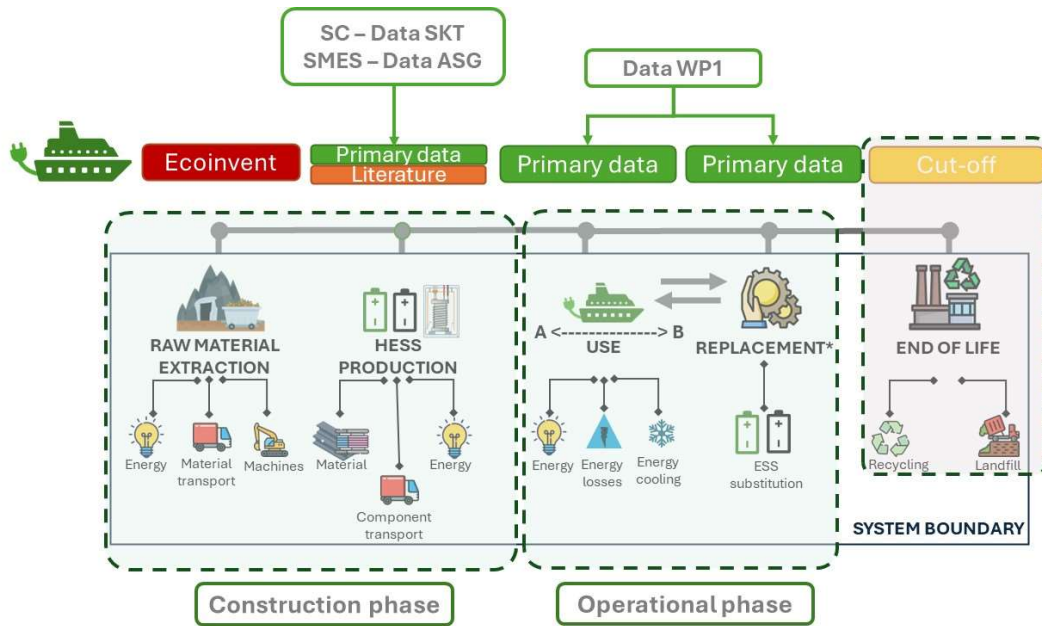 SC – Data SKT
SMES – Data ASG
Data WP1
Ecoinvent
Primary data
Literature
Primary data
Primary data
Cut-off
RAW MATERIAL
EXTRACTION
HESS
PRODUCTION
A <--------------> B
USE
REPLACEMENT*
END OF LIFE
Energy
Material
transport
Machines
Material
Component
transport
Energy
Energy
Energy
losses
Energy
cooling
ESS
substitution
Recycling
Landfill
SYSTEM BOUNDARY
Construction phase
Operational phase